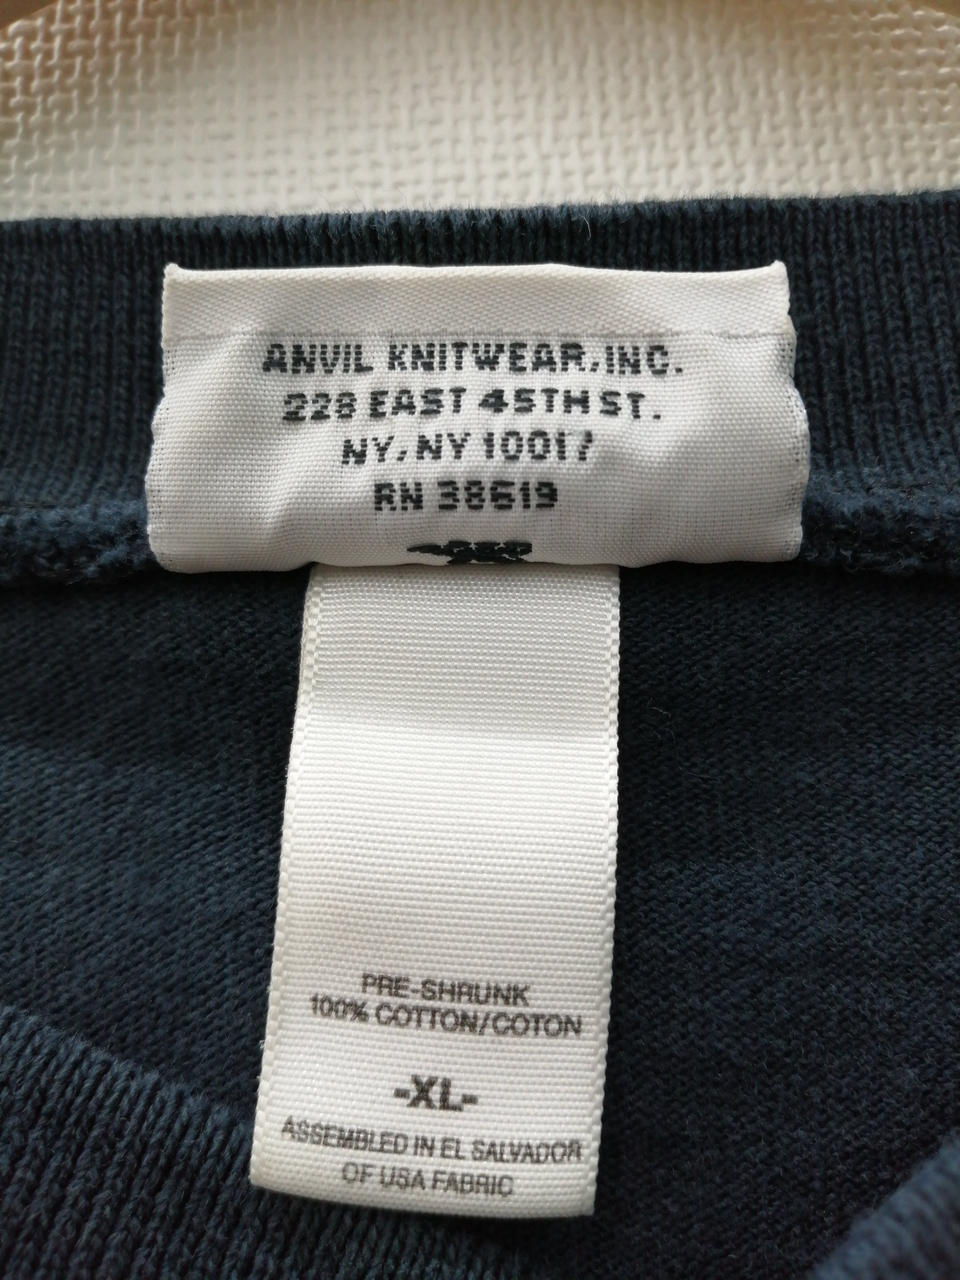 ANVIL KNITWEAR, INC.
228 EAST 45TH ST.
NY, NY 10017
RN 38619
PRE-SHRUNK
100% COTTON/COTON
-XL-
ASSEMBLED IN EL SALVADOR
OF USA FABRIC